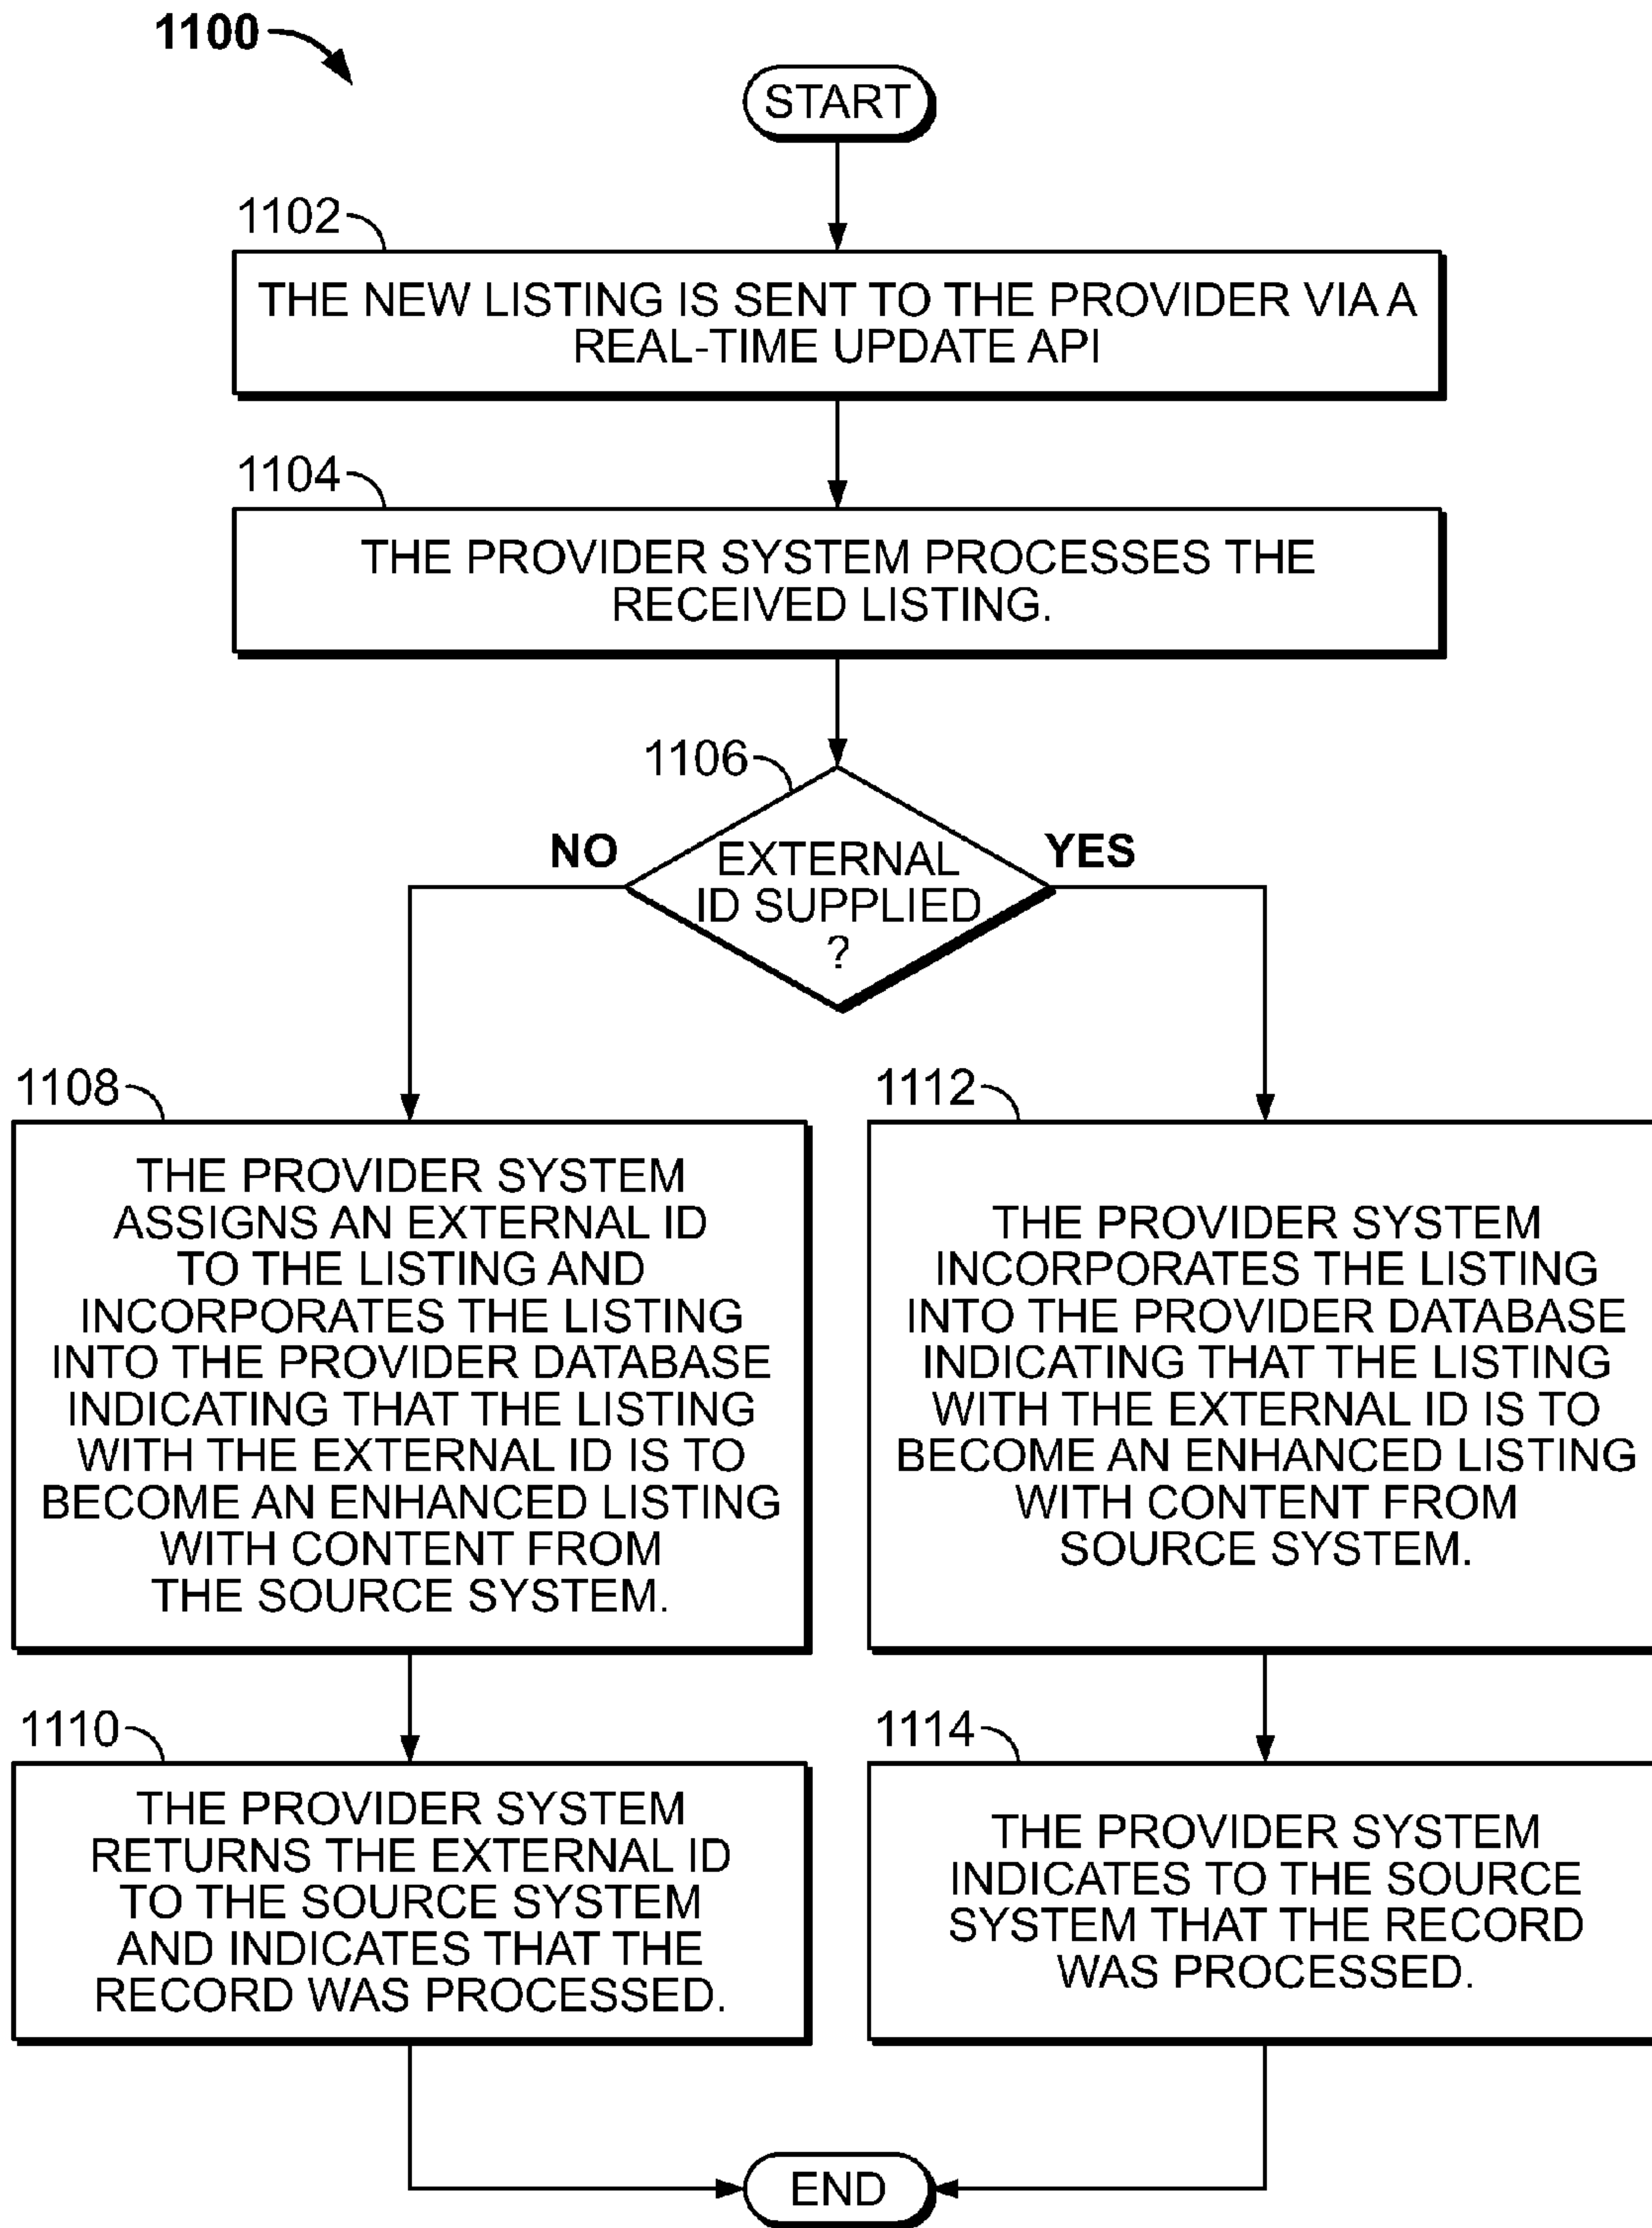 1100
START
1102
THE NEW LISTING IS SENT TO THE PROVIDER VIA A
REAL-TIME UPDATE API
1104
THE PROVIDER SYSTEM PROCESSES THE
RECEIVED LISTING.
1106
NO
EXTERNAL
ID SUPPLIED
?
YES
1108
THE PROVIDER SYSTEM
ASSIGNS AN EXTERNAL ID
TO THE LISTING AND
INCORPORATES THE LISTING
INTO THE PROVIDER DATABASE
INDICATING THAT THE LISTING
WITH THE EXTERNAL ID IS TO
BECOME AN ENHANCED LISTING
WITH CONTENT FROM
THE SOURCE SYSTEM.
1112
THE PROVIDER SYSTEM
INCORPORATES THE LISTING
INTO THE PROVIDER DATABASE
INDICATING THAT THE LISTING
WITH THE EXTERNAL ID IS TO
BECOME AN ENHANCED LISTING
WITH CONTENT FROM
SOURCE SYSTEM.
1110
THE PROVIDER SYSTEM
RETURNS THE EXTERNAL ID
TO THE SOURCE SYSTEM
AND INDICATES THAT THE
RECORD WAS PROCESSED.
1114
THE PROVIDER SYSTEM
INDICATES TO THE SOURCE
SYSTEM THAT THE RECORD
WAS PROCESSED.
END